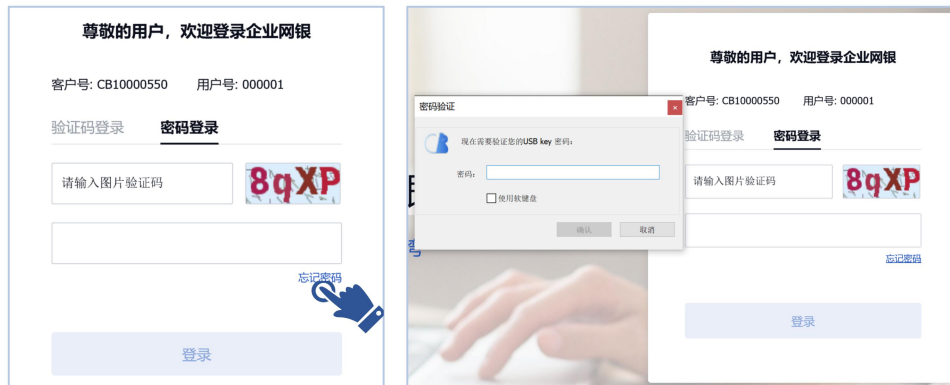 尊敬的用户，欢迎登录企业网银
客户号: CB10000550 用户号: 000001
验证码登录 密码登录
请输入图片验证码 8qXP
忘记密码
登录
尊敬的用户，欢迎登录企业网银
客户号: CB10000550 用户号: 000001
验证码登录 密码登录
请输入图片验证码 8qXP
忘记密码
登录
密码验证
现在需要验证您的USB key 密码:
密码:
使用软键盘
确认 取消